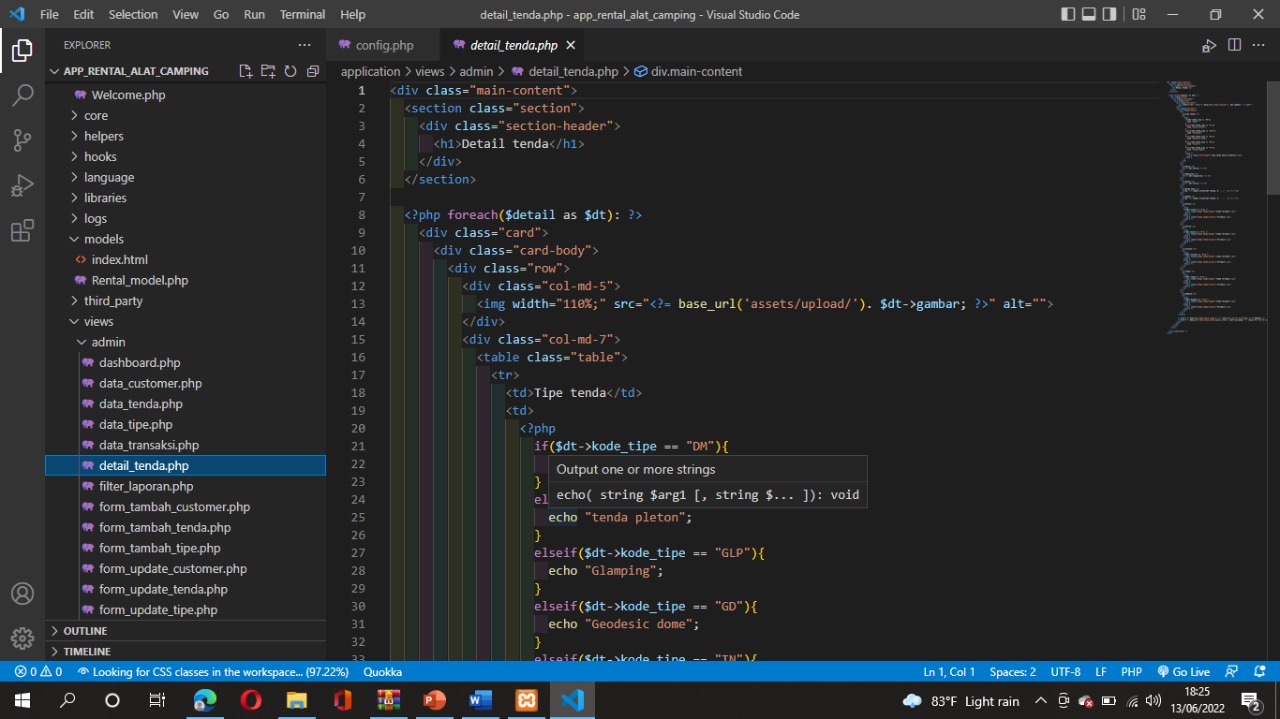 File Edit Selection View Go Run Terminal Help detail_tenda.php - app_rental_alat_camping - Visual Studio Code
EXPLORER
APP_RENTAL_ALAT_CAMPING
Welcome.php
core
helpers
hooks
language
libraries
logs
models
index.html
Rental_model.php
third_party
views
admin
dashboard.php
data_customer.php
data_tenda.php
data_tipe.php
data_transaksi.php
detail_tenda.php
filter_laporan.php
form_tambah_customer.php
form_tambah_tenda.php
form_tambah_tipe.php
form_update_customer.php
form_update_tenda.php
form_update_tipe.php
OUTLINE
TIMELINE
config.php detail_tenda.php
application > views > admin > detail_tenda.php > div.main-content
1 <div class="main-content">
2 <section class="section">
3 <div class="section-header">
4 <h1>Detail tenda</h1>
5 </div>
6 </section>
7
8 <?php foreach($detail as $dt): ?>
9 <div class="card">
10 <div class="card-body">
11 <div class="row">
12 <div class="col-md-5">
13 <img width="110%;" src="<?= base_url('assets/upload/'). $dt->gambar; ?>" alt="">
14 </div>
15 <div class="col-md-7">
16 <table class="table">
17 <tr>
18 <td>Tipe tenda</td>
19 <td>
20 <?php
21 if($dt->kode_tipe == "DM"){
22 Output one or more strings
23 }
echo( string $arg1 [, string $... ]): void
24 el
25 echo "tenda pleton";
26 }
27 elseif($dt->kode_tipe == "GLP"){
28 echo "Glamping";
29 }
30 elseif($dt->kode_tipe == "GD"){
31 echo "Geodesic dome";
32 }
33 elseif($dt->kode_tipe == "TN"){
0 0 Looking for CSS classes in the workspace... (97.22%) Quokka Ln 1, Col 1 Spaces: 2 UTF-8 LF PHP Go Live
83°F Light rain 18:25
13/06/2022 2